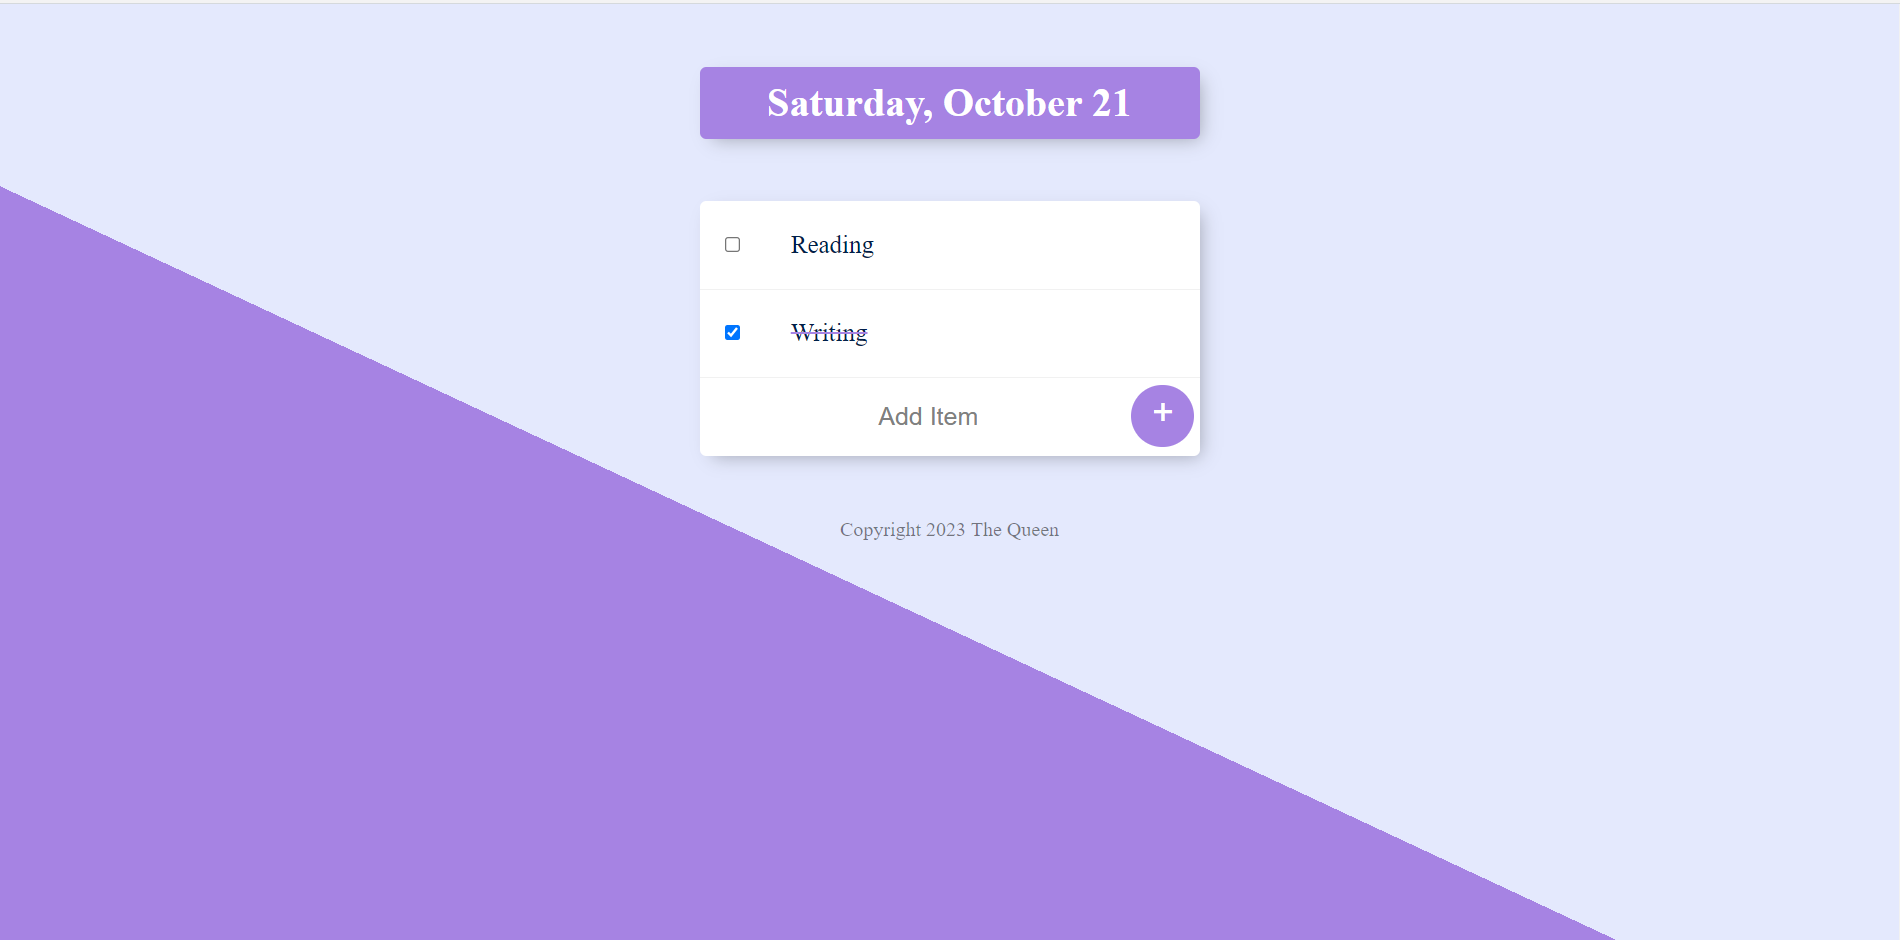 Saturday, October 21
Reading
Writing
Add Item
+
Copyright 2023 The Queen